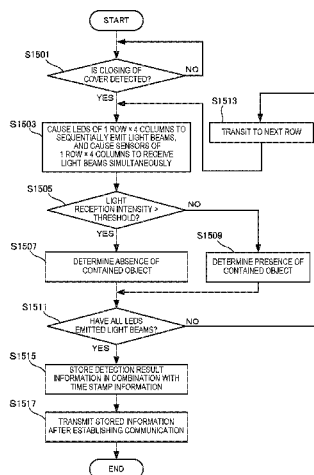 START
S1501
IS CLOSING OF
COVER DETECTED?
NO
YES
S1503
CAUSE LEDS OF 1 ROW × 4 COLUMNS TO
SEQUENTIALLY EMIT LIGHT BEAMS,
AND CAUSE SENSORS OF
1 ROW × 4 COLUMNS TO RECEIVE
LIGHT BEAMS SIMULTANEOUSLY
S1513
TRANSIT TO NEXT ROW
S1505
LIGHT
RECEPTION INTENSITY >
THRESHOLD?
NO
YES
S1507
DETERMINE ABSENCE OF
CONTAINED OBJECT
S1509
DETERMINE PRESENCE OF
CONTAINED OBJECT
S1511
HAVE ALL LEDS
EMITTED LIGHT BEAMS?
NO
YES
S1515
STORE DETECTION RESULT
INFORMATION IN COMBINATION WITH
TIME STAMP INFORMATION
S1517
TRANSMIT STORED INFORMATION
AFTER ESTABLISHING COMMUNICATION
END